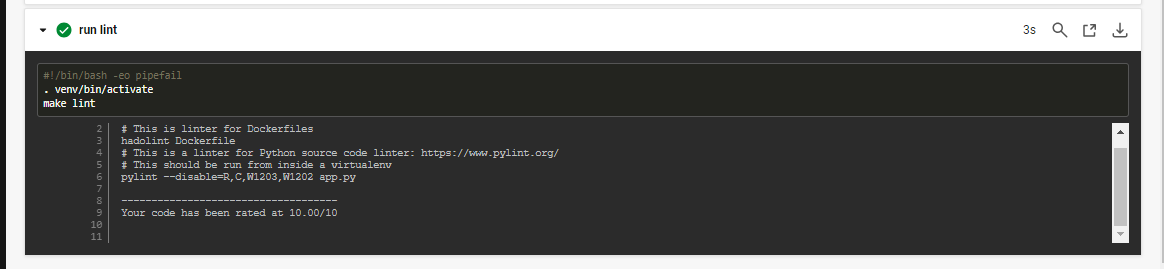 run lint
3s
#!/bin/bash -eo pipefail
. venv/bin/activate
make lint
2 # This is linter for Dockerfiles
3 hadolint Dockerfile
4 # This is a linter for Python source code linter: https://www.pylint.org/
5 # This should be run from inside a virtualenv
6 pylint --disable=R,C,W1203,W1202 app.py
7
8 ------------------------------------
9 Your code has been rated at 10.00/10
10
11